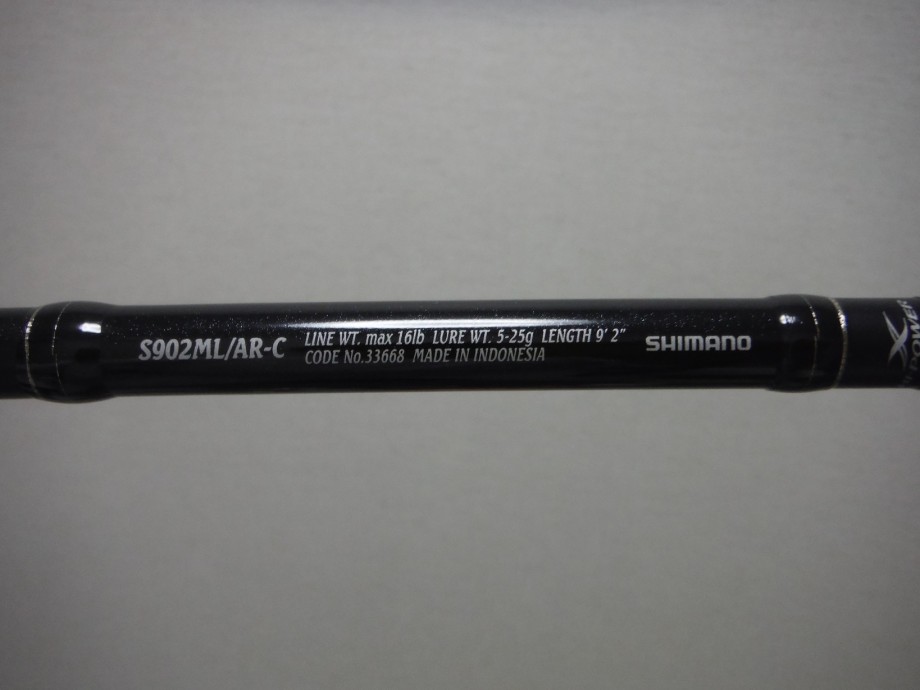 S902ML/AR-C
LINE WT. max 16lb LURE WT. 5-25g LENGTH 9' 2"
CODE No.33668 MADE IN INDONESIA
SHIMANO